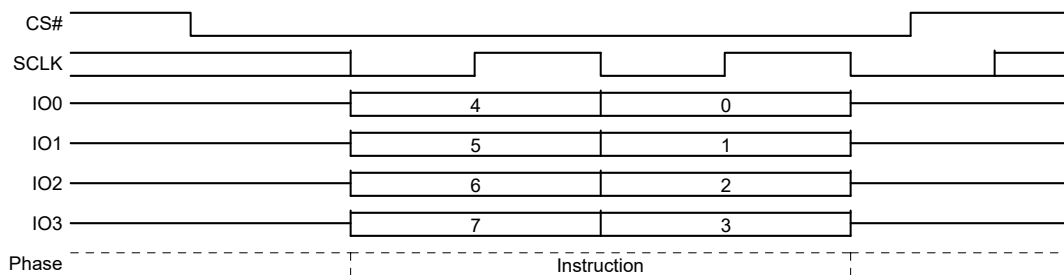 CS#
SCLK
IO0 4 0
IO1 5 1
IO2 6 2
IO3 7 3
Phase Instruction